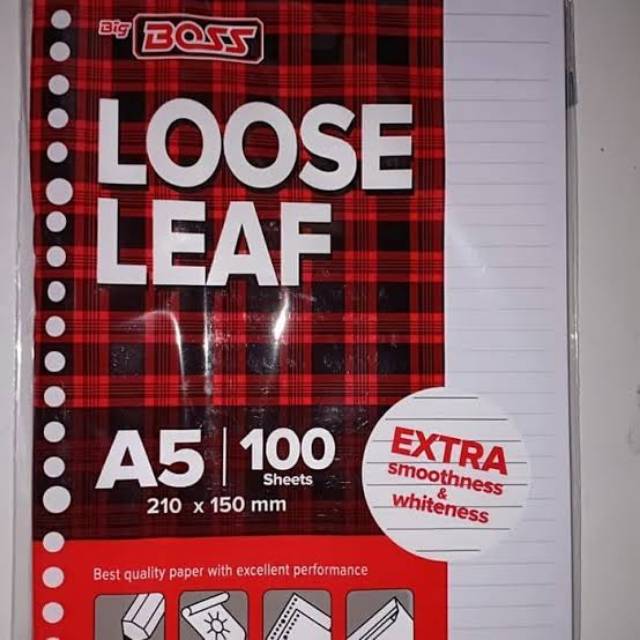 Big BOSS
LOOSE
LEAF
A5 | 100
Sheets
210 x 150 mm
EXTRA
smoothness
&
whiteness
Best quality paper with excellent performance